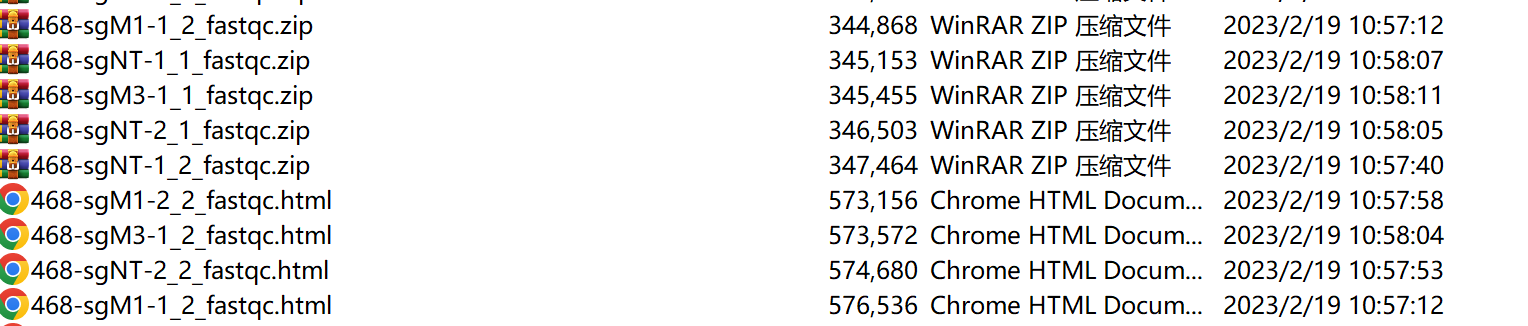 468-sgM1-1_2_fastqc.zip 344,868 WinRAR ZIP 压缩文件 2023/2/19 10:57:12
468-sgNT-1_1_fastqc.zip 345,153 WinRAR ZIP 压缩文件 2023/2/19 10:58:07
468-sgM3-1_1_fastqc.zip 345,455 WinRAR ZIP 压缩文件 2023/2/19 10:58:11
468-sgNT-2_1_fastqc.zip 346,503 WinRAR ZIP 压缩文件 2023/2/19 10:58:05
468-sgNT-1_2_fastqc.zip 347,464 WinRAR ZIP 压缩文件 2023/2/19 10:57:40
468-sgM1-2_2_fastqc.html 573,156 Chrome HTML Docum... 2023/2/19 10:57:58
468-sgM3-1_2_fastqc.html 573,572 Chrome HTML Docum... 2023/2/19 10:58:04
468-sgNT-2_2_fastqc.html 574,680 Chrome HTML Docum... 2023/2/19 10:57:53
468-sgM1-1_2_fastqc.html 576,536 Chrome HTML Docum... 2023/2/19 10:57:12